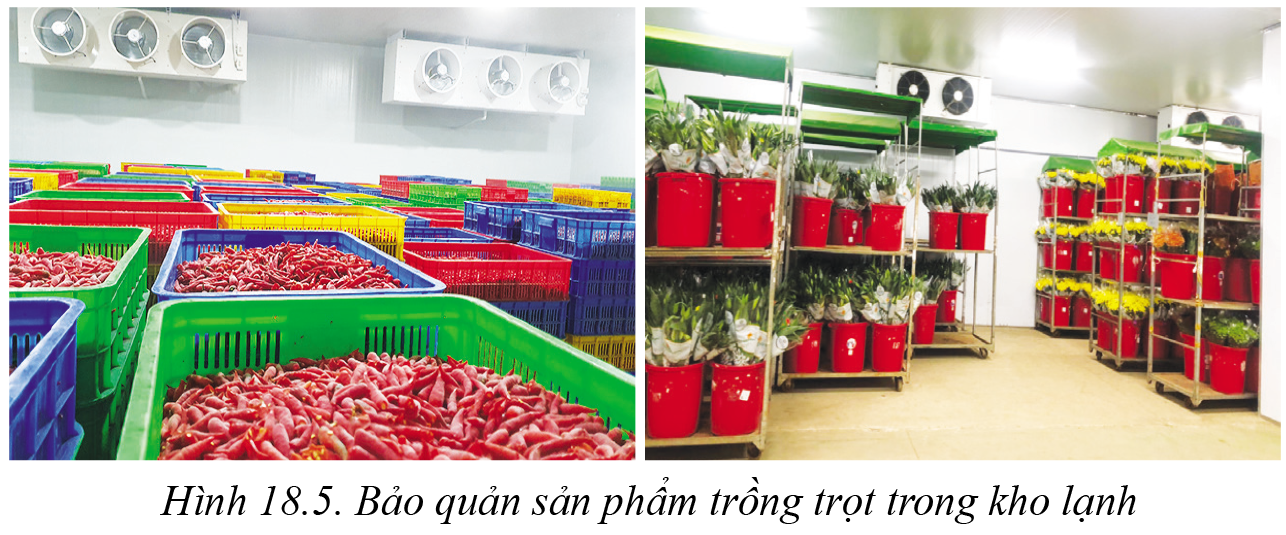 Hình 18.5. Bảo quản sản phẩm trồng trọt trong kho lạnh